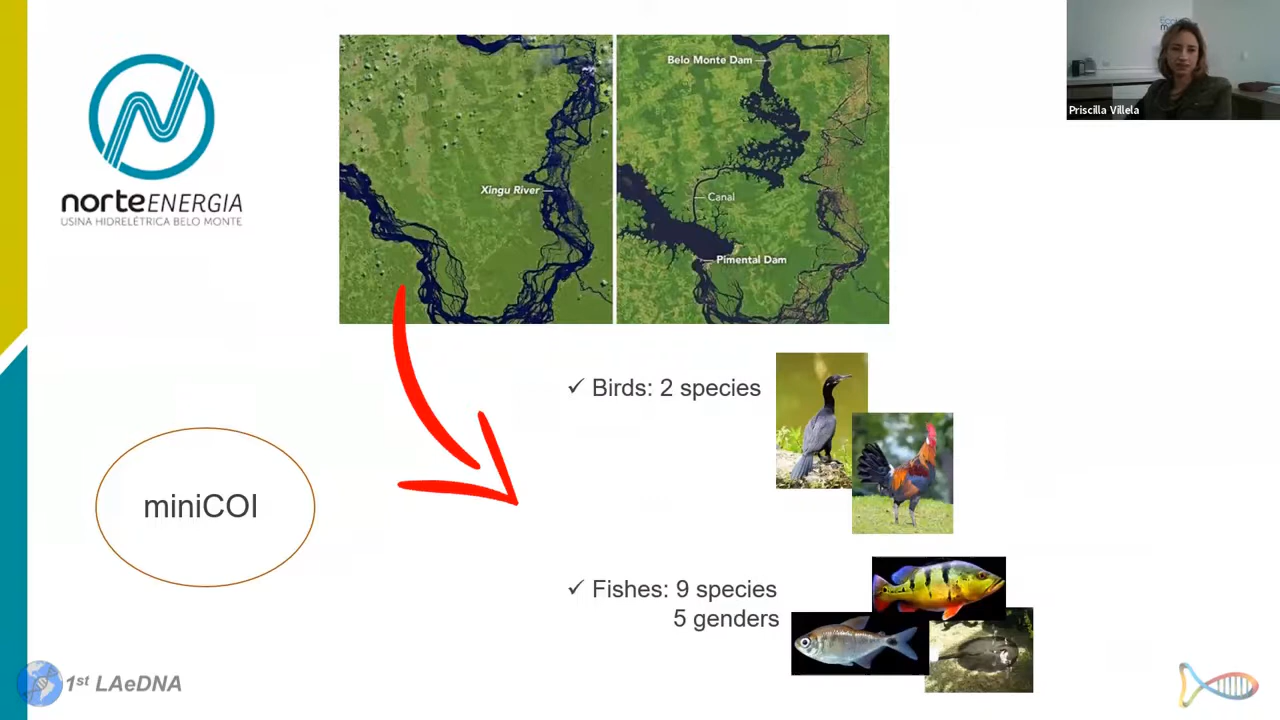 norteENERGIA
USINA HIDRELÉTRICA BELO MONTE
Xingu River
Belo Monte Dam
Canal
Pimental Dam
Priscilla Villela
✓ Birds: 2 species
miniCOI
✓ Fishes: 9 species
5 genders
1st LAeDNA